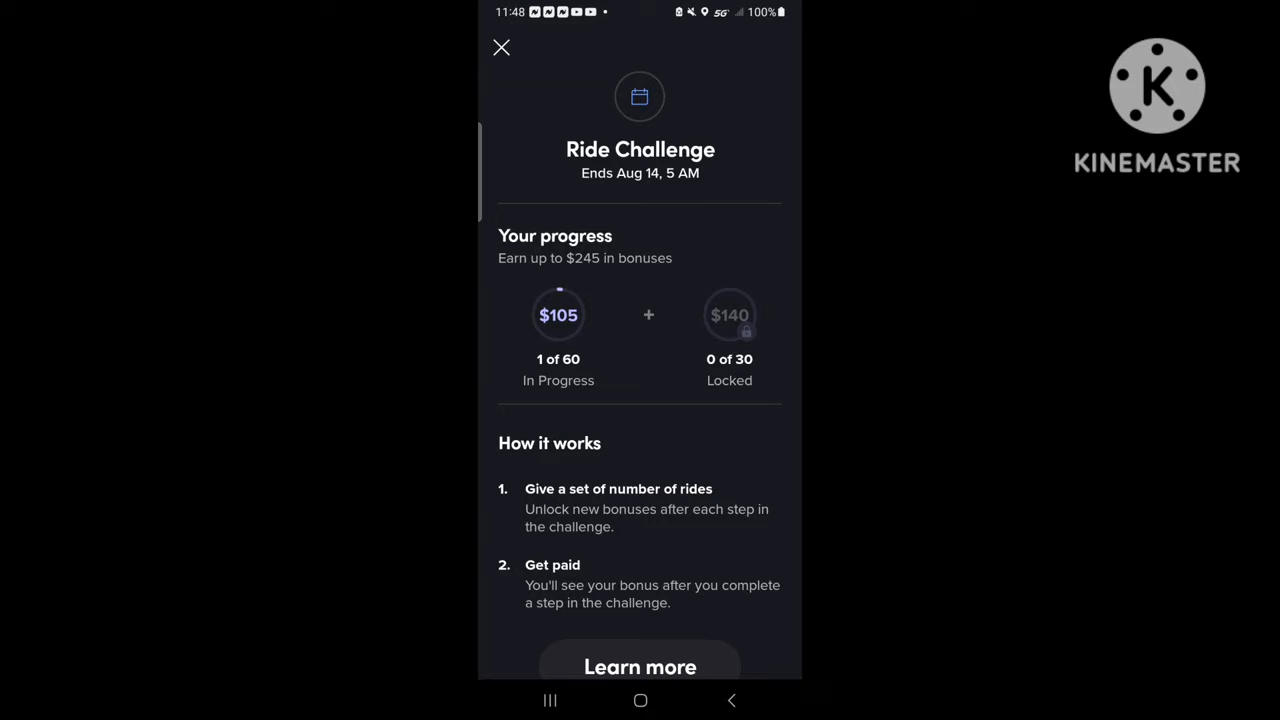 11:48
5G 100%
K
KINEMASTER
Ride Challenge
Ends Aug 14, 5 AM
Your progress
Earn up to $245 in bonuses
$105 + $140
1 of 60 0 of 30
In Progress Locked
How it works
1. Give a set of number of rides
Unlock new bonuses after each step in
the challenge.
2. Get paid
You'll see your bonus after you complete
a step in the challenge.
Learn more